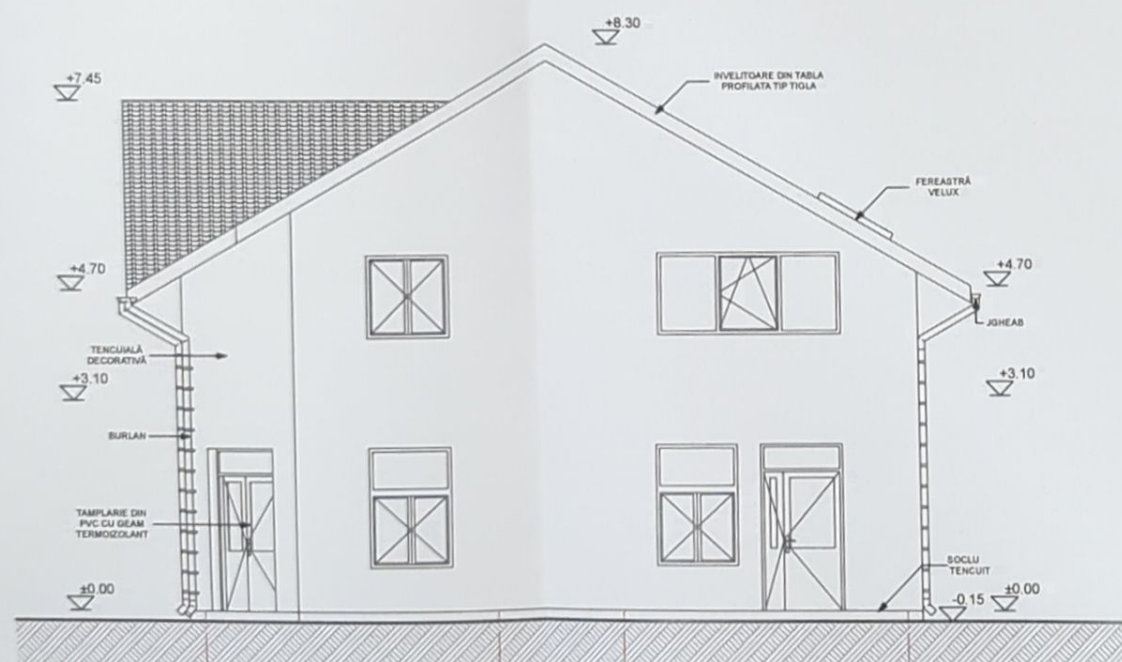 +8.30
+7.45
INVELITOARE DIN TABLA
PROFILATA TIP TIGLA
FEREASTRĂ
VELUX
+4.70
+4.70
JGHEAB
TENCUIALĂ
DECORATIVĂ
+3.10
+3.10
BURLAN
TAMPLARIE DIN
PVC CU GEAM
TERMOIZOLANT
SOCLU
TENCUIT
±0.00
-0.15
±0.00